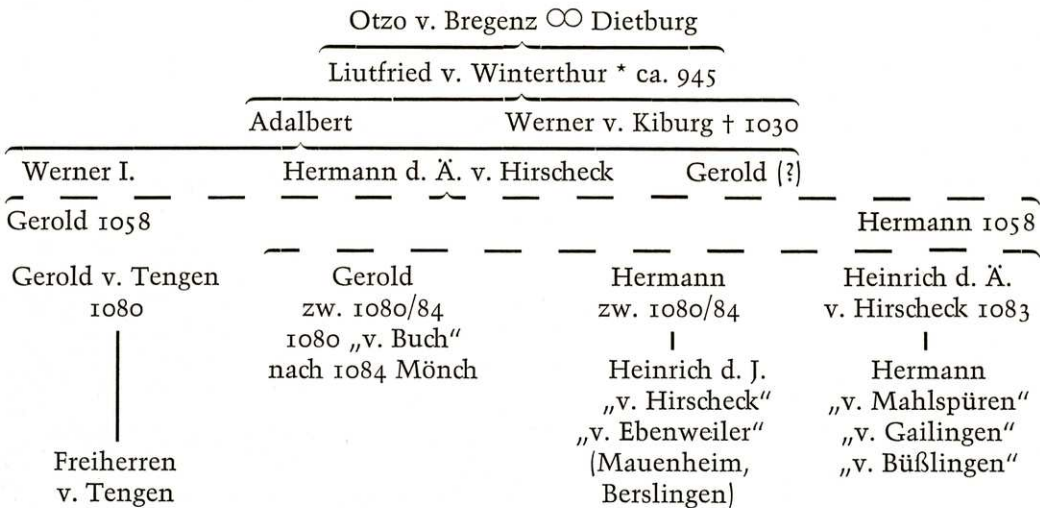 Otzo v. Bregenz ∞ Dietburg
Liutfried v. Winterthur * ca. 945
Adalbert Werner v. Kiburg † 1030
Werner I. Hermann d. Ä. v. Hirscheck Gerold (?)
Gerold 1058 Hermann 1058
Gerold v. Tengen
1080
Freiherren
v. Tengen
Gerold
zw. 1080/84
1080 „v. Buch“
nach 1084 Mönch
Hermann
zw. 1080/84
Heinrich d. J.
„v. Hirscheck“
„v. Ebenweiler“
(Mauenheim,
Berslingen)
Heinrich d. Ä.
v. Hirscheck 1083
Hermann
„v. Mahlspüren“
„v. Gailingen“
„v. Büßlingen“